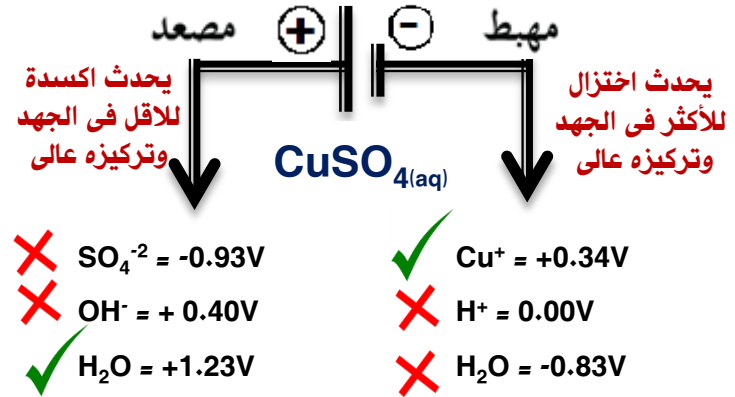 مصعد + - مهبط
يحدث اكسدة
للاقل فى الجهد
وتركيزه عالى
يحدث اختزال
للأكثر فى الجهد
وتركيزه عالى
CuSO4(aq)
SO4-2 = -0.93V
OH- = + 0.40V
H2O = +1.23V
Cu+ = +0.34V
H+ = 0.00V
H2O = -0.83V